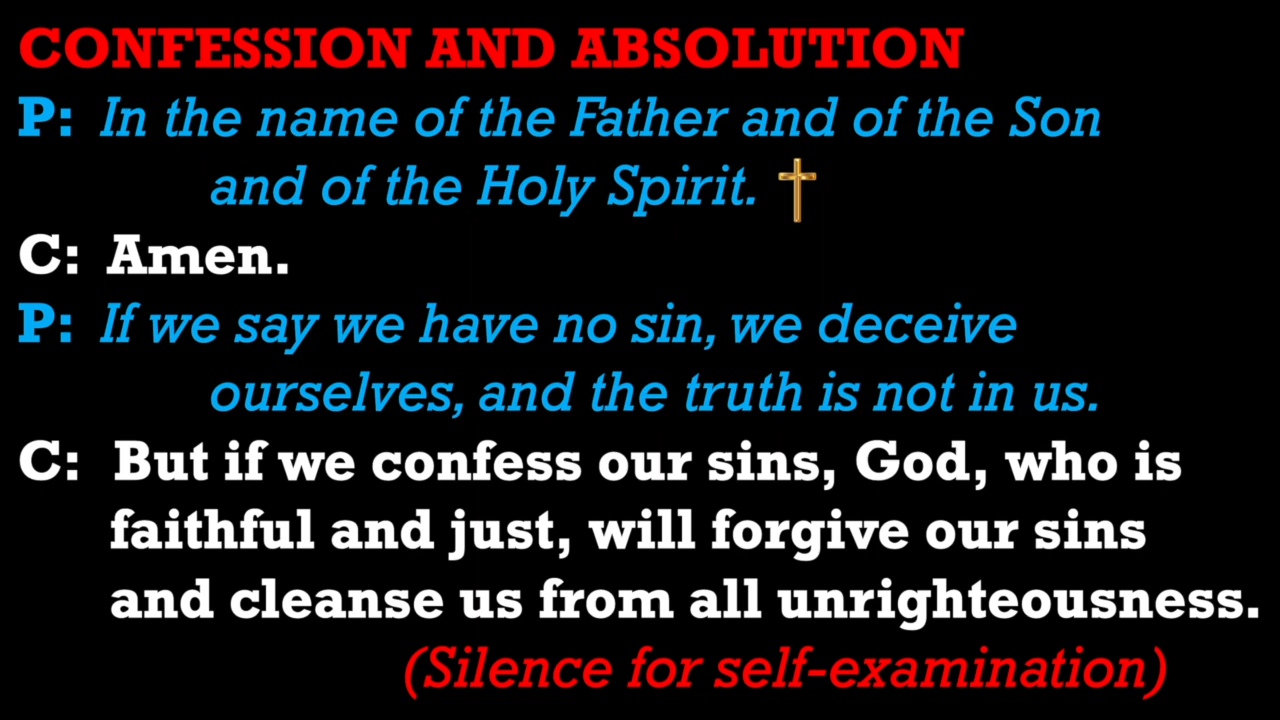 CONFESSION AND ABSOLUTION
P: In the name of the Father and of the Son
and of the Holy Spirit.
C: Amen.
P: If we say we have no sin, we deceive
ourselves, and the truth is not in us.
C: But if we confess our sins, God, who is
faithful and just, will forgive our sins
and cleanse us from all unrighteousness.
(Silence for self-examination)